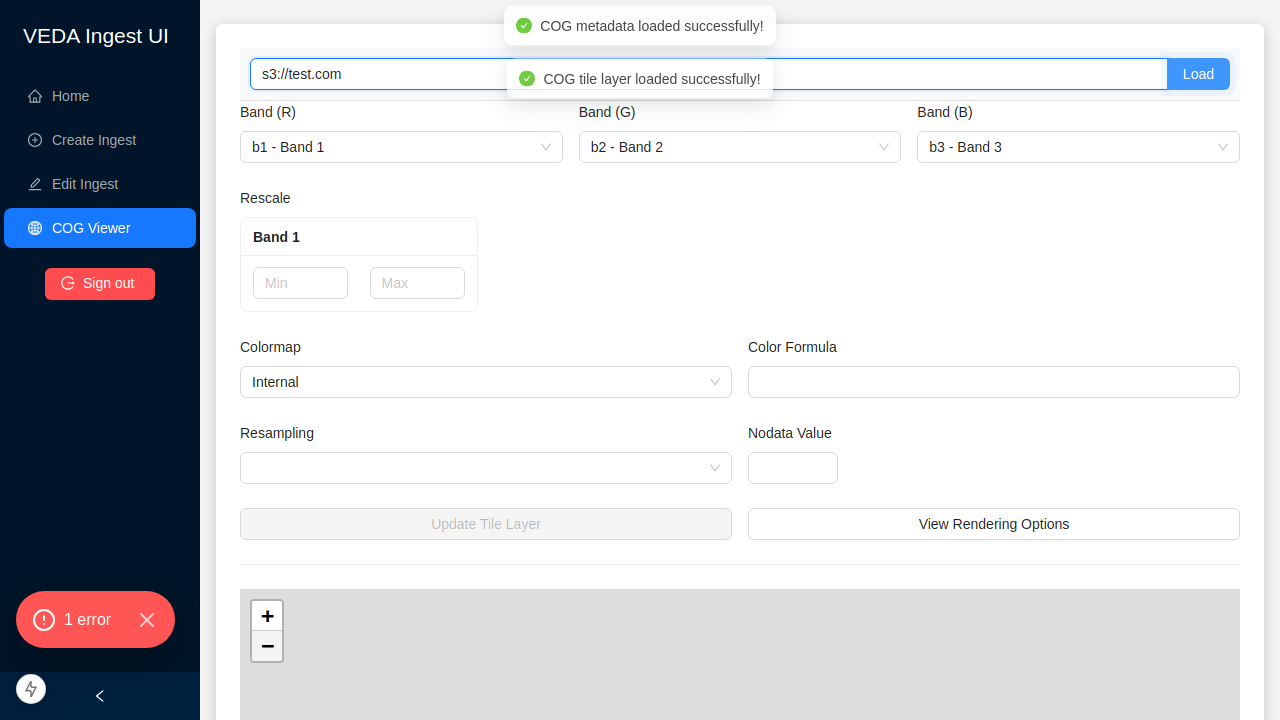 VEDA Ingest UI
Home
Create Ingest
Edit Ingest
COG Viewer
Sign out
1 error
COG metadata loaded successfully!
s3://test.com
Load
COG tile layer loaded successfully!
Band (R)
Band (G)
Band (B)
b1 - Band 1
b2 - Band 2
b3 - Band 3
Rescale
Band 1
Min
Max
Colormap
Color Formula
Internal
Resampling
Nodata Value
Update Tile Layer
View Rendering Options
+
−